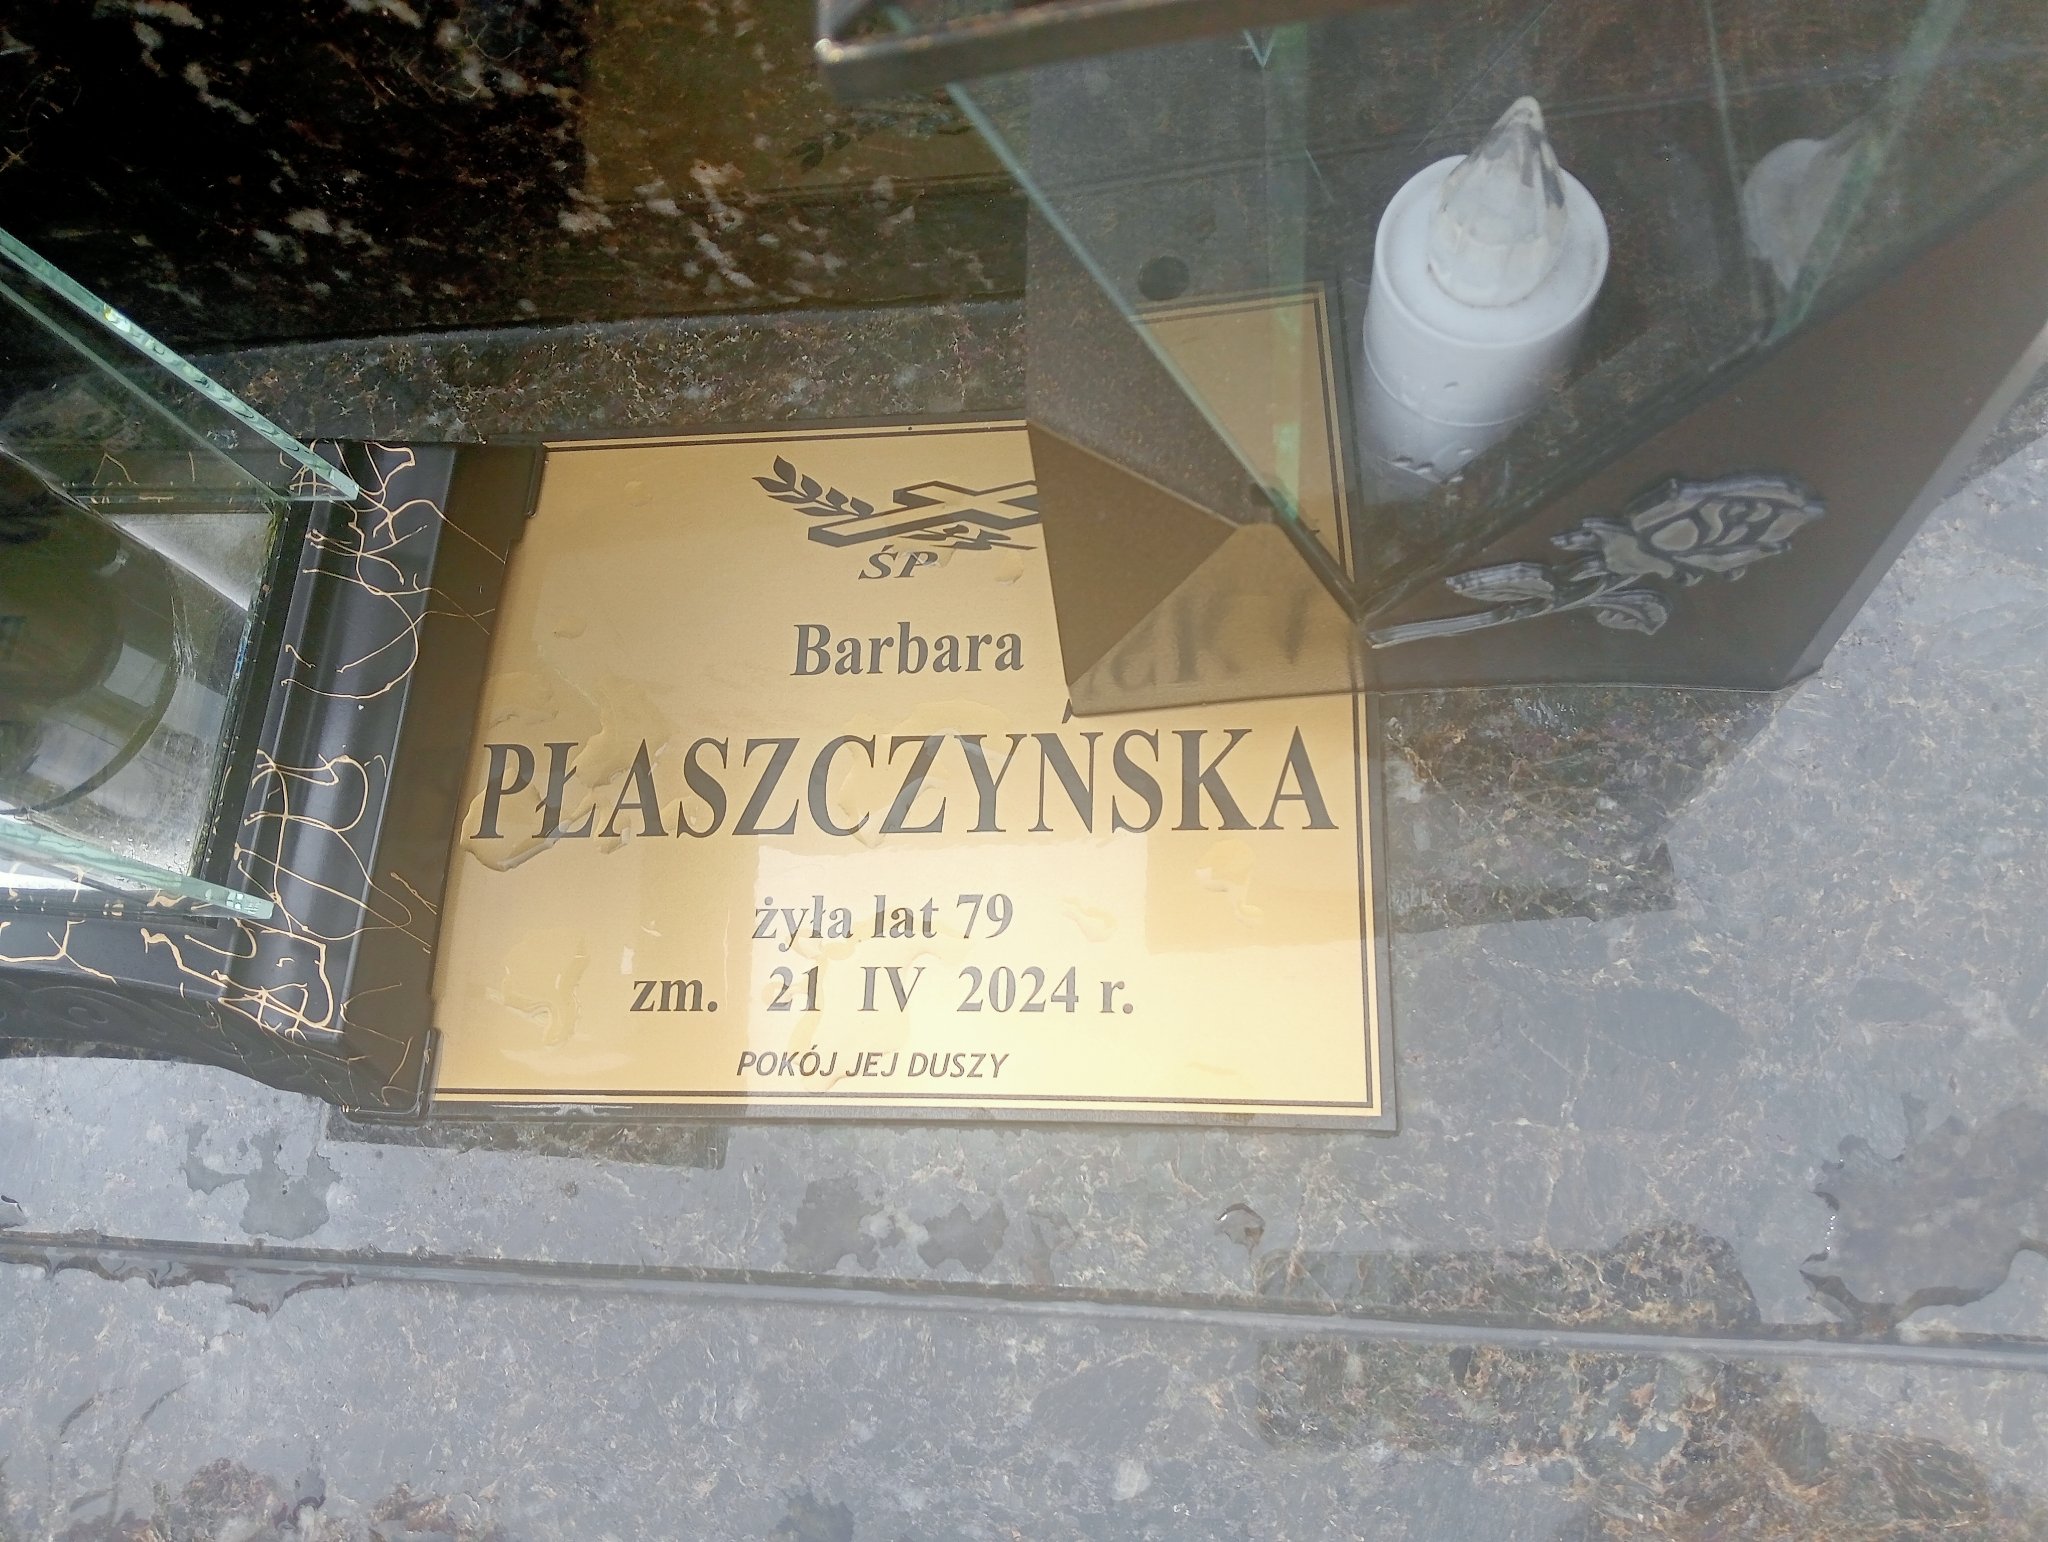 ŚP
Barbara
PŁASZCZYŃSKA
żyła lat 79
zm. 21 IV 2024 r.
POKÓJ JEJ DUSZY